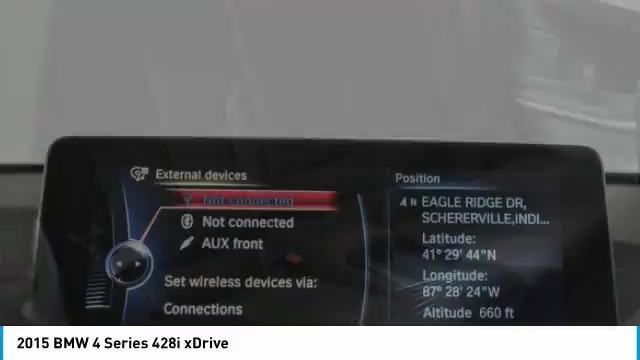 External devices
Not connected
Not connected
AUX front
Set wireless devices via:
Connections
Position
4 N EAGLE RIDGE DR,
SCHERERVILLE,INDI...
Latitude:
41° 29' 44"N
Longitude:
87° 28' 24"W
Altitude 660 ft
2015 BMW 4 Series 428i xDrive